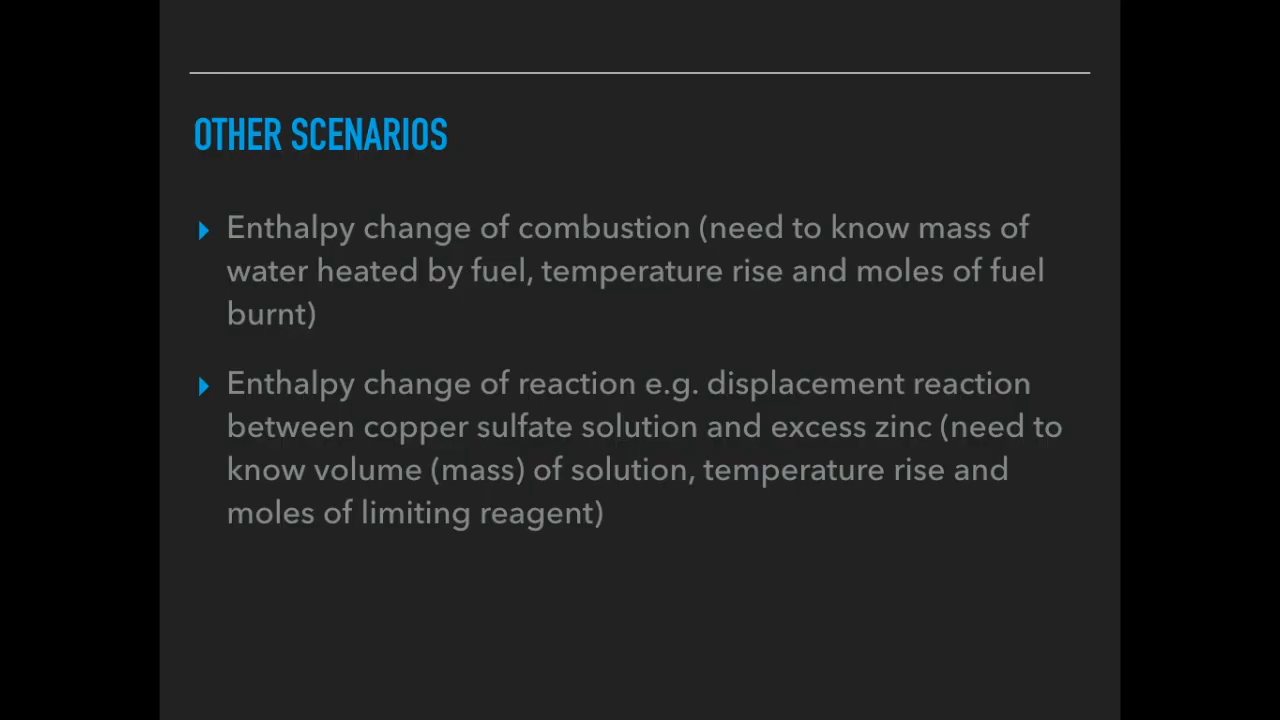 OTHER SCENARIOS
Enthalpy change of combustion (need to know mass of
water heated by fuel, temperature rise and moles of fuel
burnt)
Enthalpy change of reaction e.g. displacement reaction
between copper sulfate solution and excess zinc (need to
know volume (mass) of solution, temperature rise and
moles of limiting reagent)